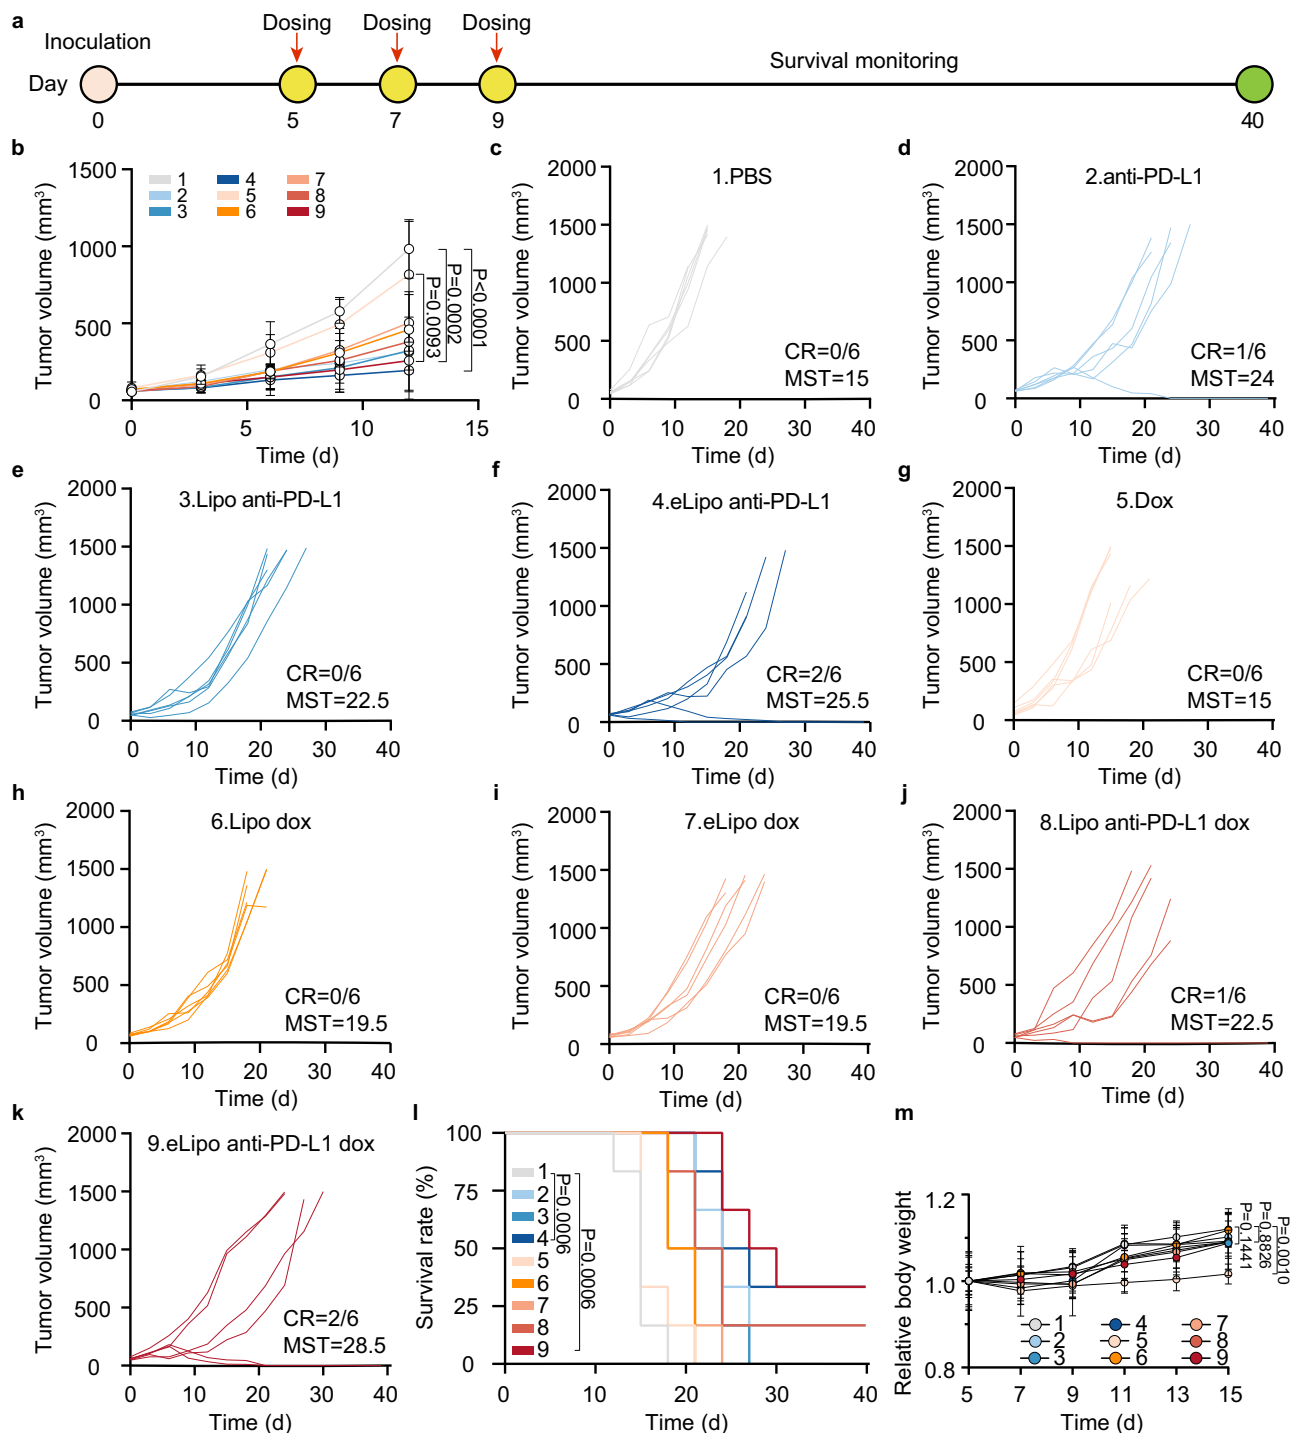 a
Inoculation
Dosing
Dosing
Dosing
Survival monitoring
Day
0
5
7
9
40
b
Tumor volume (mm³)
1500
1000
500
0
0
5
10
15
Time (d)
1
2
3
4
5
6
7
8
9
P=0.0093
P=0.0002
P<0.0001
c
1.PBS
Tumor volume (mm³)
2000
1500
1000
500
0
CR=0/6
MST=15
0 10 20 30 40
Time (d)
d
2.anti-PD-L1
Tumor volume (mm³)
2000
1500
1000
500
0
CR=1/6
MST=24
0 10 20 30 40
Time (d)
e
3.Lipo anti-PD-L1
Tumor volume (mm³)
2000
1500
1000
500
0
CR=0/6
MST=22.5
0 10 20 30 40
Time (d)
f
4.eLipo anti-PD-L1
Tumor volume (mm³)
2000
1500
1000
500
0
CR=2/6
MST=25.5
0 10 20 30 40
Time (d)
g
5.Dox
Tumor volume (mm³)
2000
1500
1000
500
0
CR=0/6
MST=15
0 10 20 30 40
Time (d)
h
6.Lipo dox
Tumor volume (mm³)
2000
1500
1000
500
0
CR=0/6
MST=19.5
0 10 20 30 40
Time (d)
i
7.eLipo dox
Tumor volume (mm³)
2000
1500
1000
500
0
CR=0/6
MST=19.5
0 10 20 30 40
Time (d)
j
8.Lipo anti-PD-L1 dox
Tumor volume (mm³)
2000
1500
1000
500
0
CR=1/6
MST=22.5
0 10 20 30 40
Time (d)
k
9.eLipo anti-PD-L1 dox
Tumor volume (mm³)
2000
1500
1000
500
0
CR=2/6
MST=28.5
0 10 20 30 40
Time (d)
l
Survival rate (%)
100
75
50
25
0
1
2
3
4
5
6
7
8
9
P=0.0006
P=0.0006
0 10 20 30 40
Time (d)
m
Relative body weight
1.2
1.0
0.8
P=0.1441
P=0.8826
P=0.0010
1
2
3
4
5
6
7
8
9
5 7 9 11 13 15
Time (d)